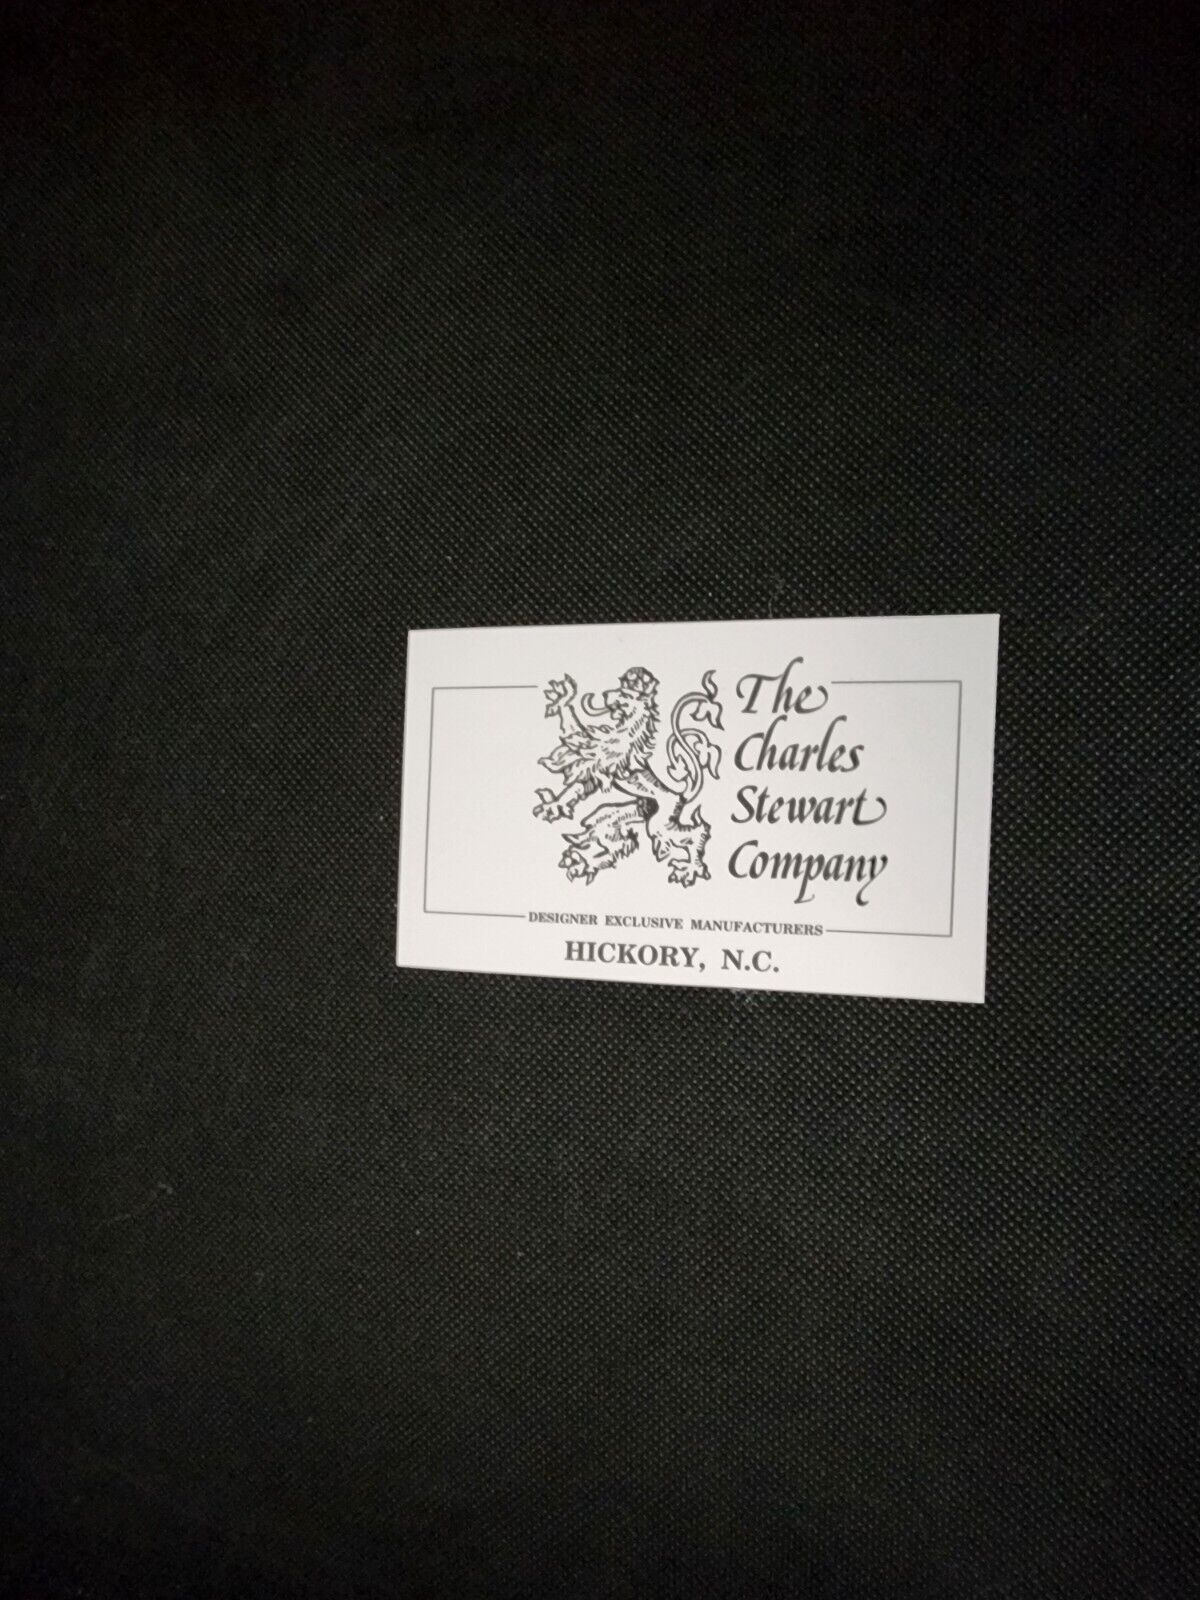 The
Charles
Stewart
Company
DESIGNER EXCLUSIVE MANUFACTURERS
HICKORY, N.C.